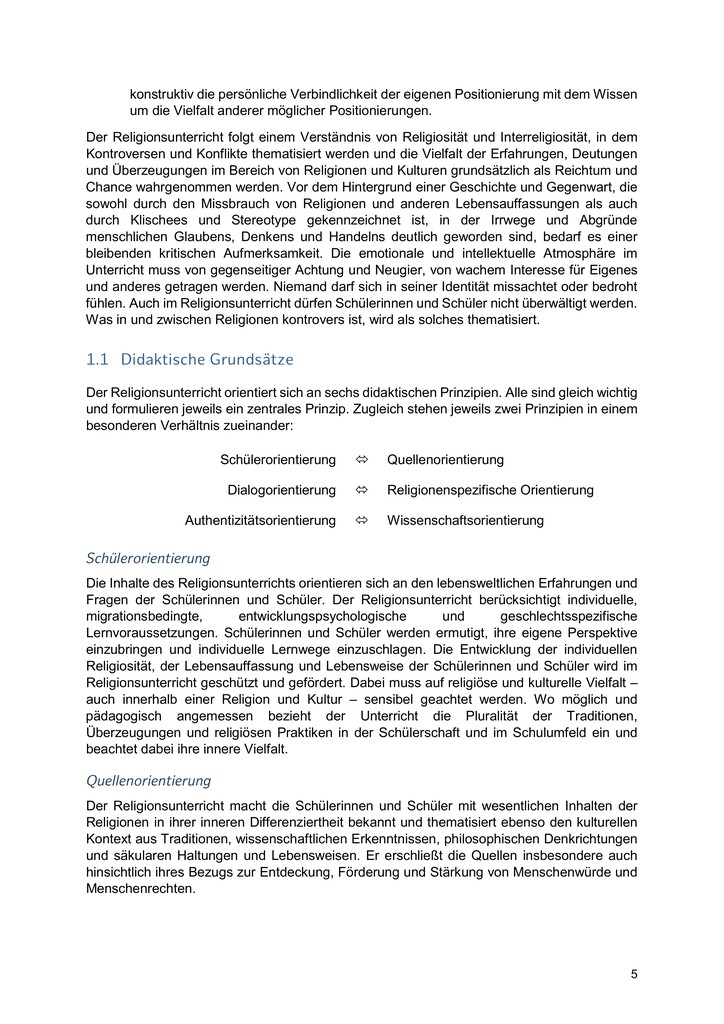 konstruktiv die persönliche Verbindlichkeit der eigenen Positionierung mit dem Wissen
um die Vielfalt anderer möglicher Positionierungen.
Der Religionsunterricht folgt einem Verständnis von Religiosität und Interreligiosität, in dem
Kontroversen und Konflikte thematisiert werden und die Vielfalt der Erfahrungen, Deutungen
und Überzeugungen im Bereich von Religionen und Kulturen grundsätzlich als Reichtum und
Chance wahrgenommen werden. Vor dem Hintergrund einer Geschichte und Gegenwart, die
sowohl durch den Missbrauch von Religionen und anderen Lebensauffassungen als auch
durch Klischees und Stereotype gekennzeichnet ist, in der Irrwege und Abgründe
menschlichen Glaubens, Denkens und Handelns deutlich geworden sind, bedarf es einer
bleibenden kritischen Aufmerksamkeit. Die emotionale und intellektuelle Atmosphäre im
Unterricht muss von gegenseitiger Achtung und Neugier, von wachem Interesse für Eigenes
und anderes getragen werden. Niemand darf sich in seiner Identität missachtet oder bedroht
fühlen. Auch im Religionsunterricht dürfen Schülerinnen und Schüler nicht überwältigt werden.
Was in und zwischen Religionen kontrovers ist, wird als solches thematisiert.
1.1 Didaktische Grundsätze
Der Religionsunterricht orientiert sich an sechs didaktischen Prinzipien. Alle sind gleich wichtig
und formulieren jeweils ein zentrales Prinzip. Zugleich stehen jeweils zwei Prinzipien in einem
besonderen Verhältnis zueinander:
Schülerorientierung ⬄ Quellenorientierung
Dialogorientierung ⬄ Religionenspezifische Orientierung
Authentizitätsorientierung ⬄ Wissenschaftsorientierung
Schülerorientierung
Die Inhalte des Religionsunterrichts orientieren sich an den lebensweltlichen Erfahrungen und
Fragen der Schülerinnen und Schüler. Der Religionsunterricht berücksichtigt individuelle,
migrationsbedingte, entwicklungspsychologische und geschlechtsspezifische
Lernvoraussetzungen. Schülerinnen und Schüler werden ermutigt, ihre eigene Perspektive
einzubringen und individuelle Lernwege einzuschlagen. Die Entwicklung der individuellen
Religiosität, der Lebensauffassung und Lebensweise der Schülerinnen und Schüler wird im
Religionsunterricht geschützt und gefördert. Dabei muss auf religiöse und kulturelle Vielfalt –
auch innerhalb einer Religion und Kultur – sensibel geachtet werden. Wo möglich und
pädagogisch angemessen bezieht der Unterricht die Pluralität der Traditionen,
Überzeugungen und religiösen Praktiken in der Schülerschaft und im Schulumfeld ein und
beachtet dabei ihre innere Vielfalt.
Quellenorientierung
Der Religionsunterricht macht die Schülerinnen und Schüler mit wesentlichen Inhalten der
Religionen in ihrer inneren Differenziertheit bekannt und thematisiert ebenso den kulturellen
Kontext aus Traditionen, wissenschaftlichen Erkenntnissen, philosophischen Denkrichtungen
und säkularen Haltungen und Lebensweisen. Er erschließt die Quellen insbesondere auch
hinsichtlich ihres Bezugs zur Entdeckung, Förderung und Stärkung von Menschenwürde und
Menschenrechten.
5